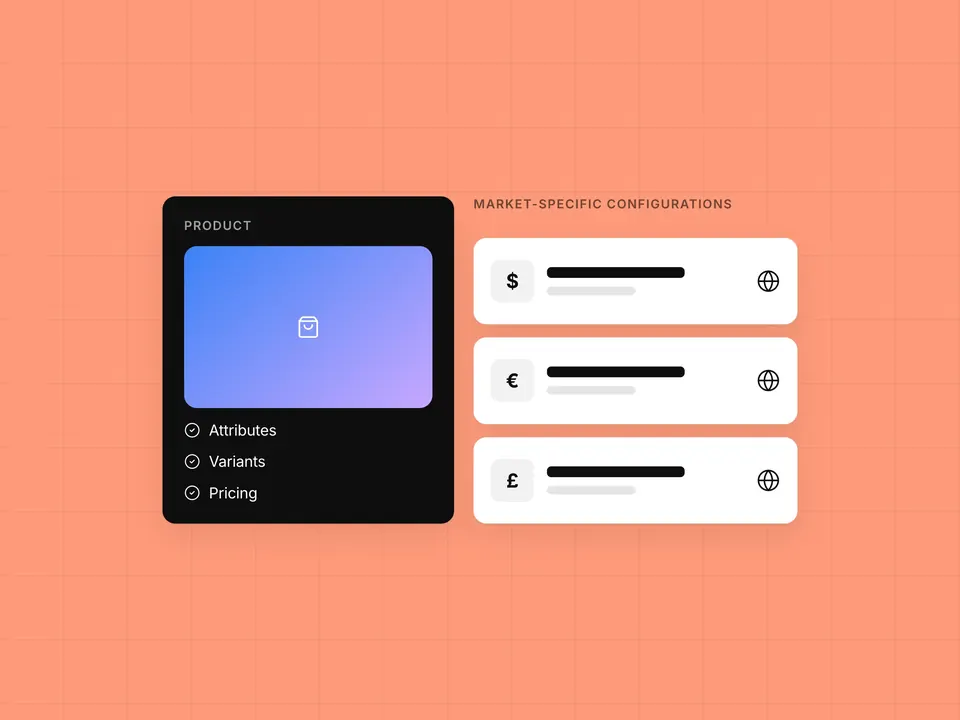 PRODUCT
Attributes
Variants
Pricing
MARKET-SPECIFIC CONFIGURATIONS
$
€
£